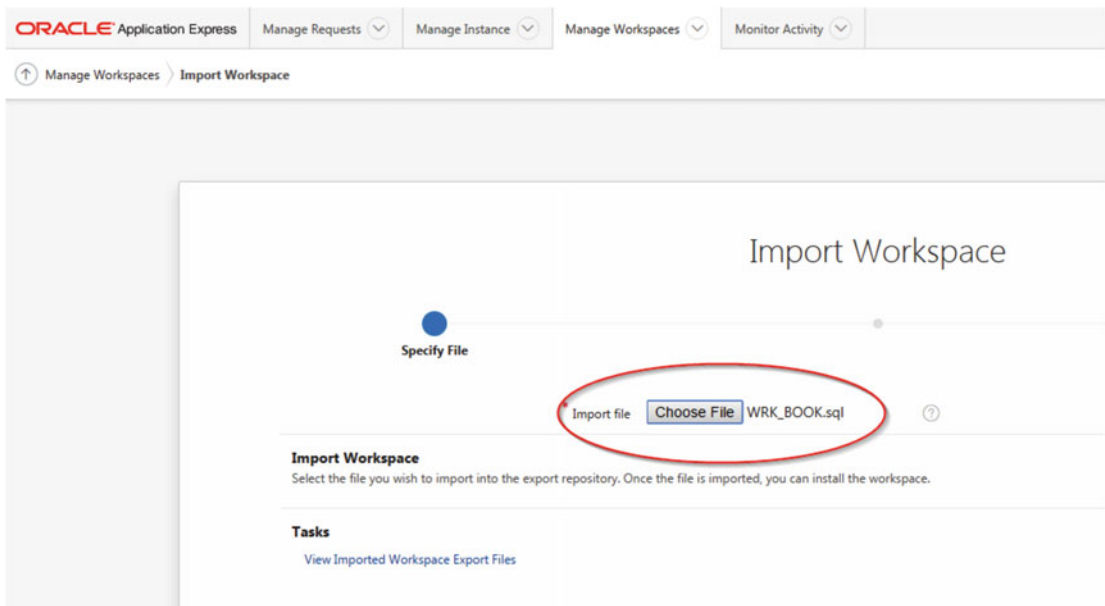 ORACLE Application Express Manage Requests Manage Instance Manage Workspaces Monitor Activity
Manage Workspaces Import Workspace
Import Workspace
Specify File
* Import file Choose File WRK_BOOK.sql ?
Import Workspace
Select the file you wish to import into the export repository. Once the file is imported, you can install the workspace.
Tasks
View Imported Workspace Export Files